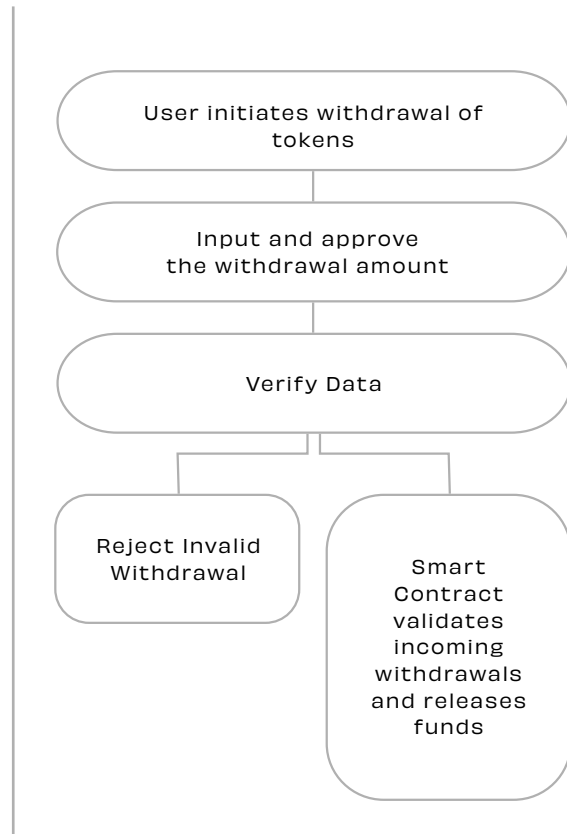 User initiates withdrawal of
tokens
Input and approve
the withdrawal amount
Verify Data
Reject Invalid
Withdrawal
Smart
Contract
validates
incoming
withdrawals
and releases
funds